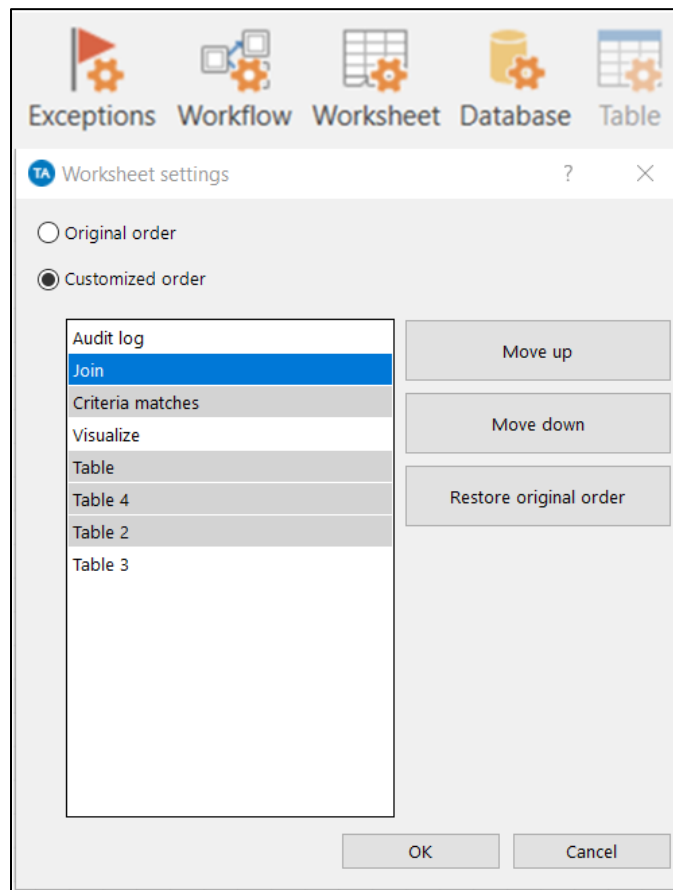 Exceptions Workflow Worksheet Database Table
TA Worksheet settings ?
Original order
Customized order
Audit log
Join
Criteria matches
Visualize
Table
Table 4
Table 2
Table 3
Move up
Move down
Restore original order
OK Cancel